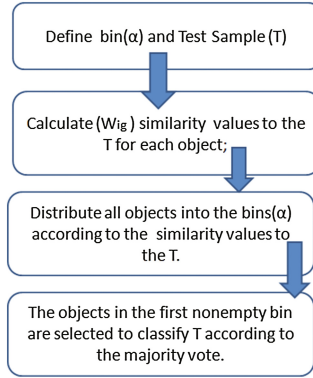 Define bin(α) and Test Sample (T)
Calculate (Wig) similarity values to the
T for each object;
Distribute all objects into the bins(α)
according to the similarity values to
the T.
The objects in the first nonempty bin
are selected to classify T according to
the majority vote.